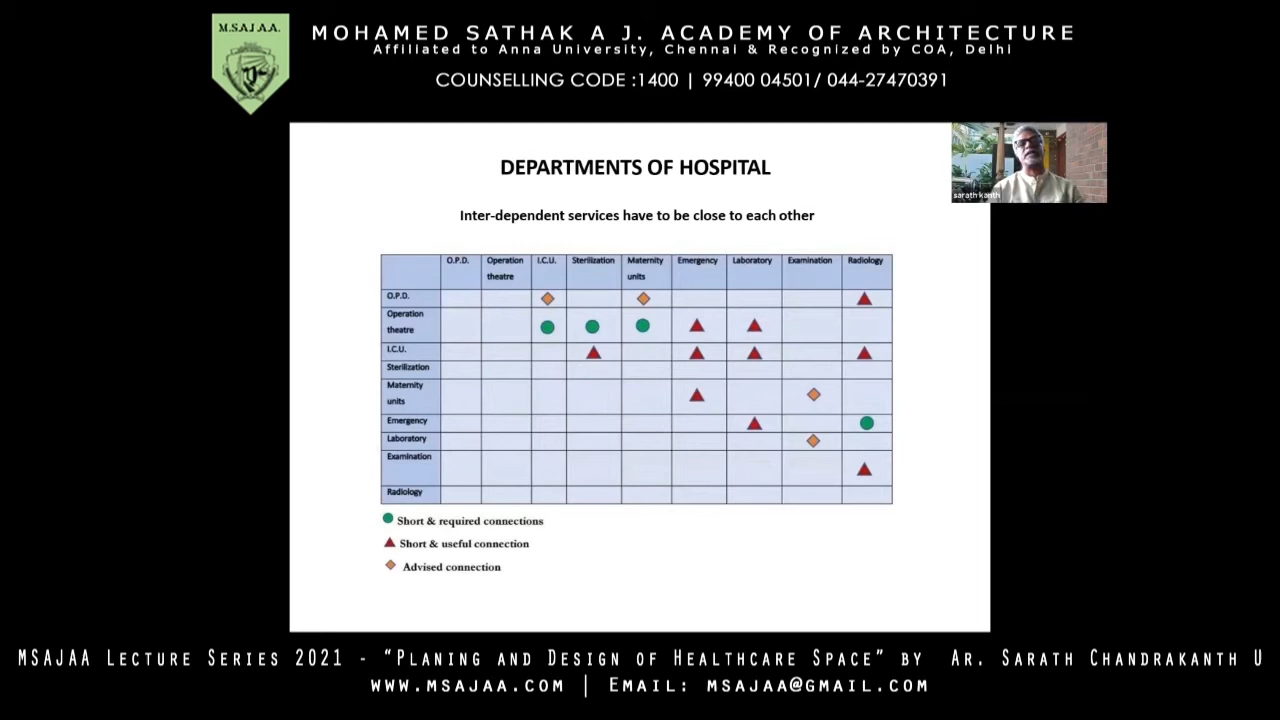 M.SAJAA.
MOHAMED SATHAK A J. ACADEMY OF ARCHITECTURE
Affiliated to Anna University, Chennai & Recognized by COA, Delhi
COUNSELLING CODE :1400 | 99400 04501/ 044-27470391
sarath kanth
DEPARTMENTS OF HOSPITAL
Inter-dependent services have to be close to each other
O.P.D. Operation theatre I.C.U. Sterilization Maternity units Emergency Laboratory Examination Radiology
O.P.D.
Operation
theatre
I.C.U.
Sterilization
Maternity
units
Emergency
Laboratory
Examination
Radiology
Short & required connections
Short & useful connection
Advised connection
MSAJAA Lecture Series 2021 - “Planing and Design of Healthcare Space” by Ar. Sarath Chandrakanth U
www.msajaa.com | Email: msajaa@gmail.com